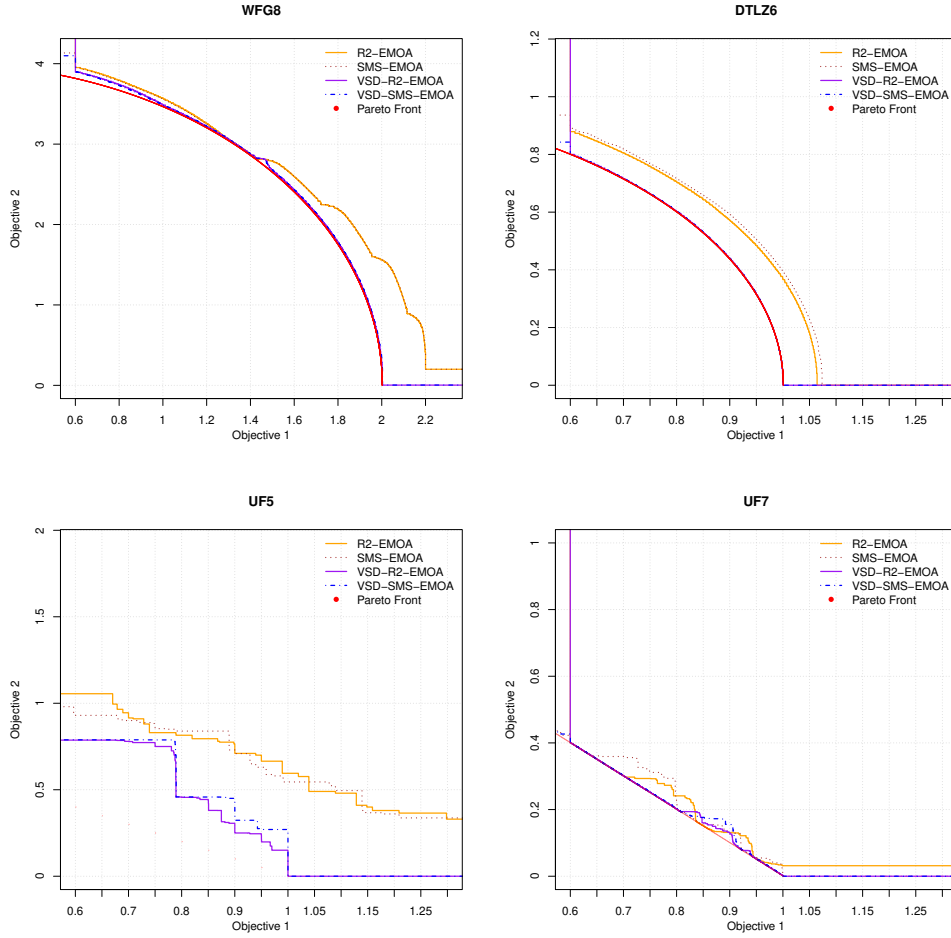 WFG8
R2−EMOA
SMS−EMOA
VSD−R2−EMOA
VSD−SMS−EMOA
Pareto Front
Objective 2
0
1
2
3
4
0.6 0.8 1 1.2 1.4 1.6 1.8 2 2.2
Objective 1
DTLZ6
R2−EMOA
SMS−EMOA
VSD−R2−EMOA
VSD−SMS−EMOA
Pareto Front
Objective 2
0
0.2
0.4
0.6
0.8
1
1.2
0.6 0.7 0.8 0.9 1 1.05 1.15 1.25
Objective 1
UF5
R2−EMOA
SMS−EMOA
VSD−R2−EMOA
VSD−SMS−EMOA
Pareto Front
Objective 2
0
0.5
1
1.5
2
0.6 0.7 0.8 0.9 1 1.05 1.15 1.25
Objective 1
UF7
R2−EMOA
SMS−EMOA
VSD−R2−EMOA
VSD−SMS−EMOA
Pareto Front
Objective 2
0
0.2
0.4
0.6
0.8
1
0.6 0.7 0.8 0.9 1 1.05 1.15 1.25
Objective 1